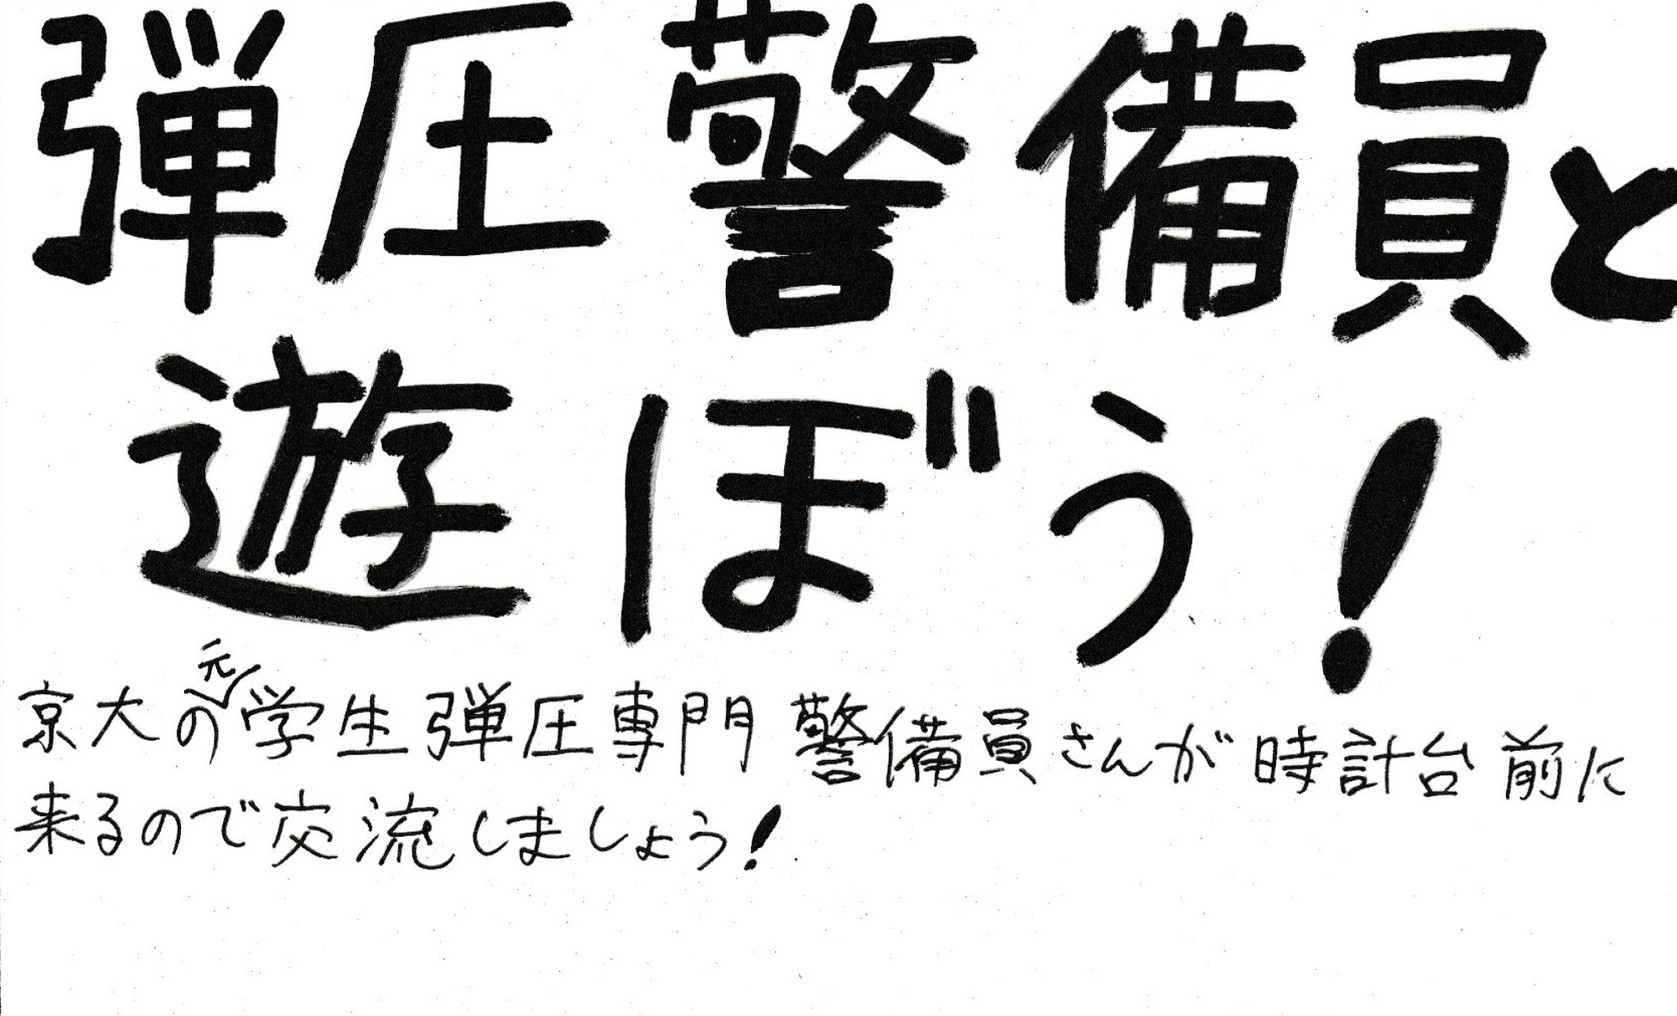 弾圧警備員と
遊ぼう!
京大の元学生弾圧専門警備員さんが時計台前に
来るので交流しましょう!